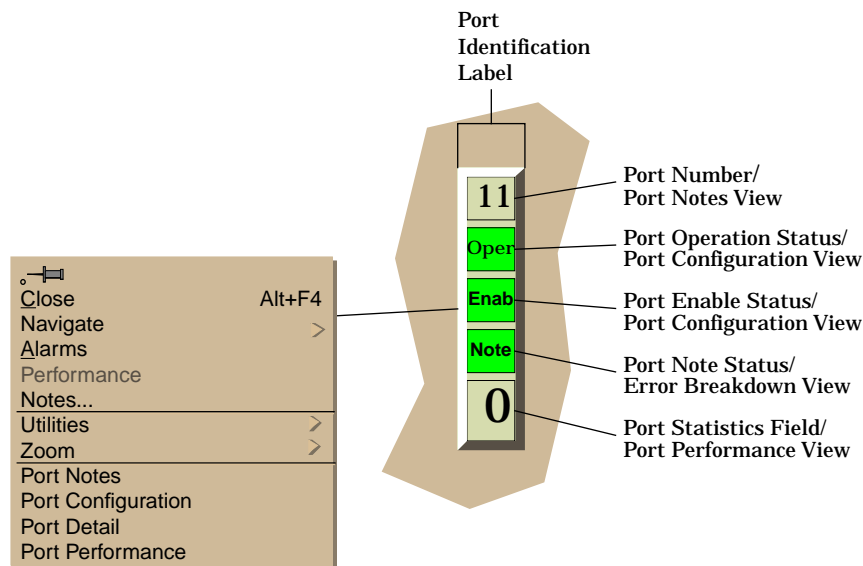 Port
Identification
Label
11
Port Number/
Port Notes View
Oper
Port Operation Status/
Port Configuration View
Enab
Port Enable Status/
Port Configuration View
Note
Port Note Status/
Error Breakdown View
0
Port Statistics Field/
Port Performance View
Close Alt+F4
Navigate
Alarms
Performance
Notes...
Utilities
Zoom
Port Notes
Port Configuration
Port Detail
Port Performance